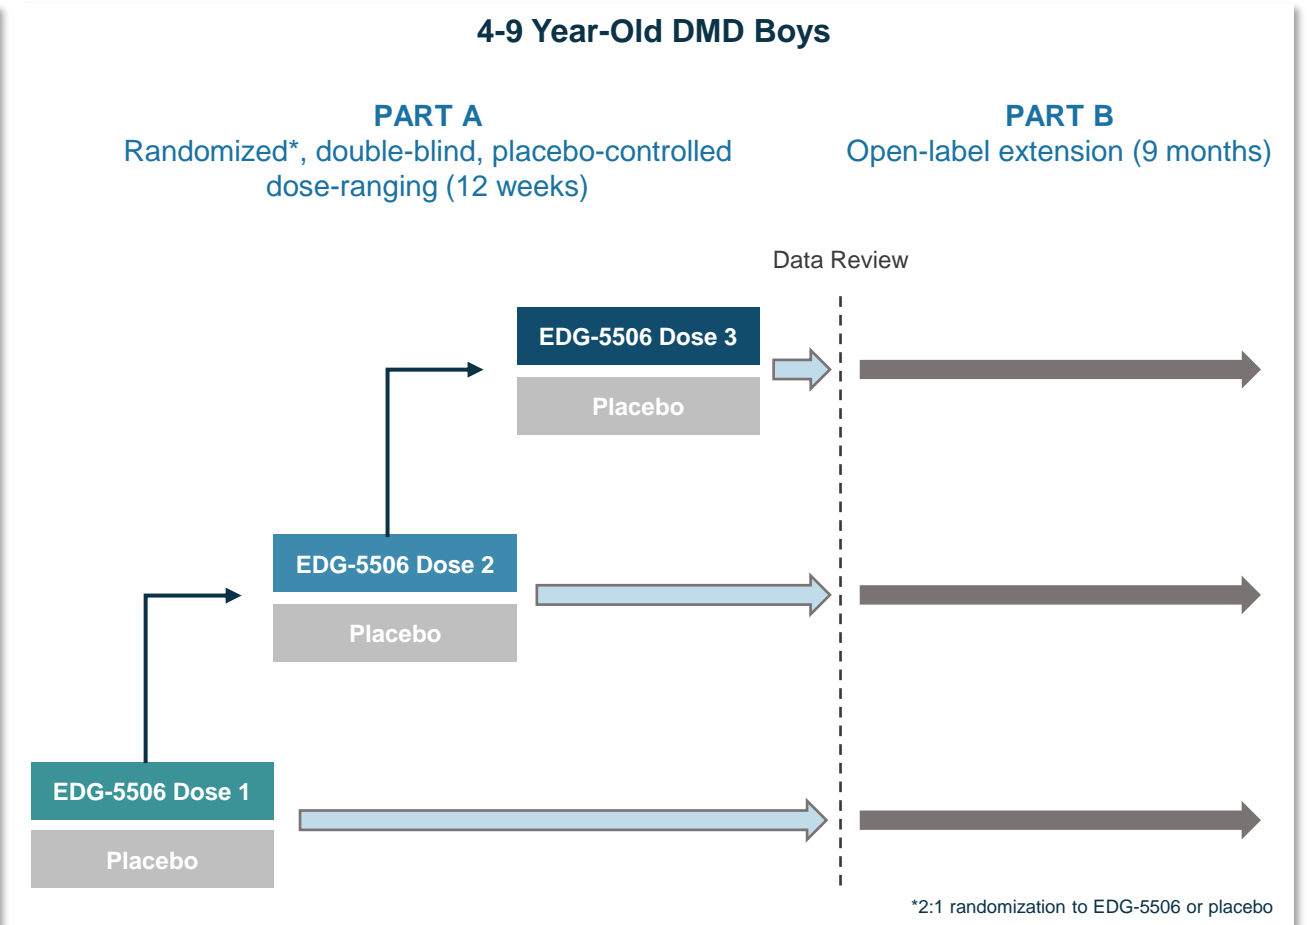 4-9 Year-Old DMD Boys
PART A
Randomized*, double-blind, placebo-controlled
dose-ranging (12 weeks)
PART B
Open-label extension (9 months)
Data Review
EDG-5506 Dose 3
Placebo
EDG-5506 Dose 2
Placebo
EDG-5506 Dose 1
Placebo
*2:1 randomization to EDG-5506 or placebo